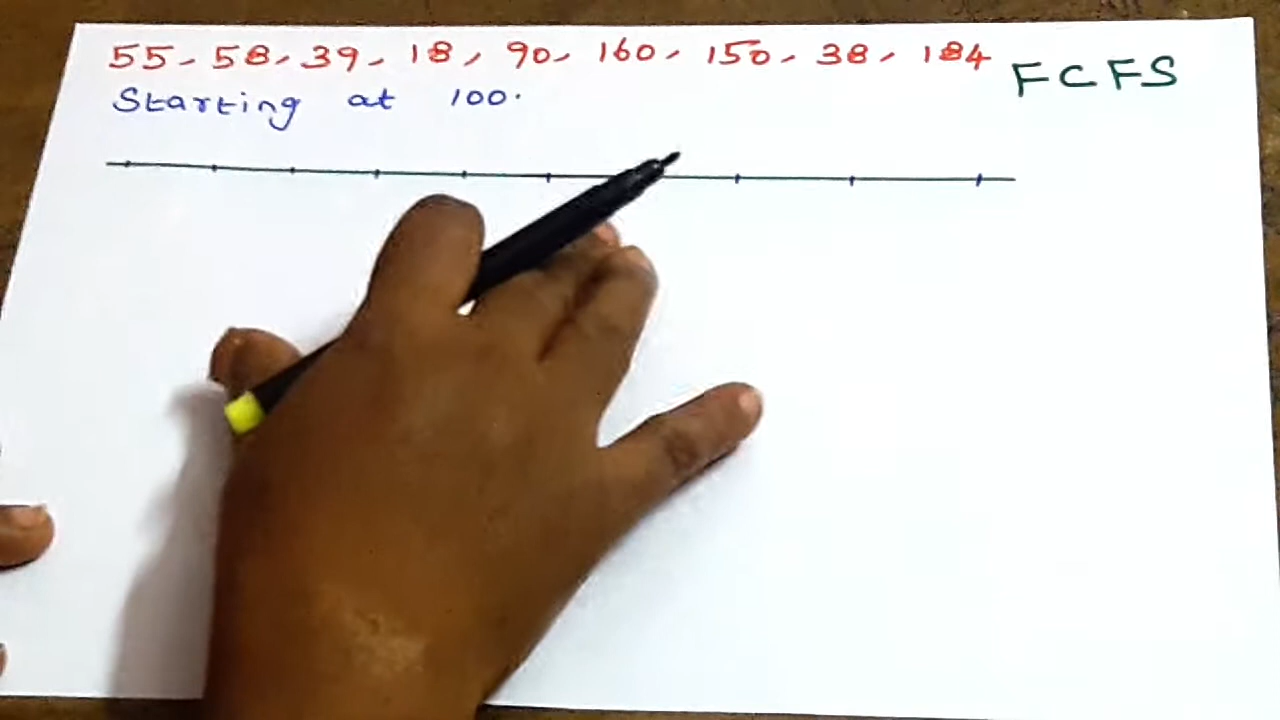 55, 58, 39, 18, 90, 160, 150, 38, 184
FCFS
Starting at 100.